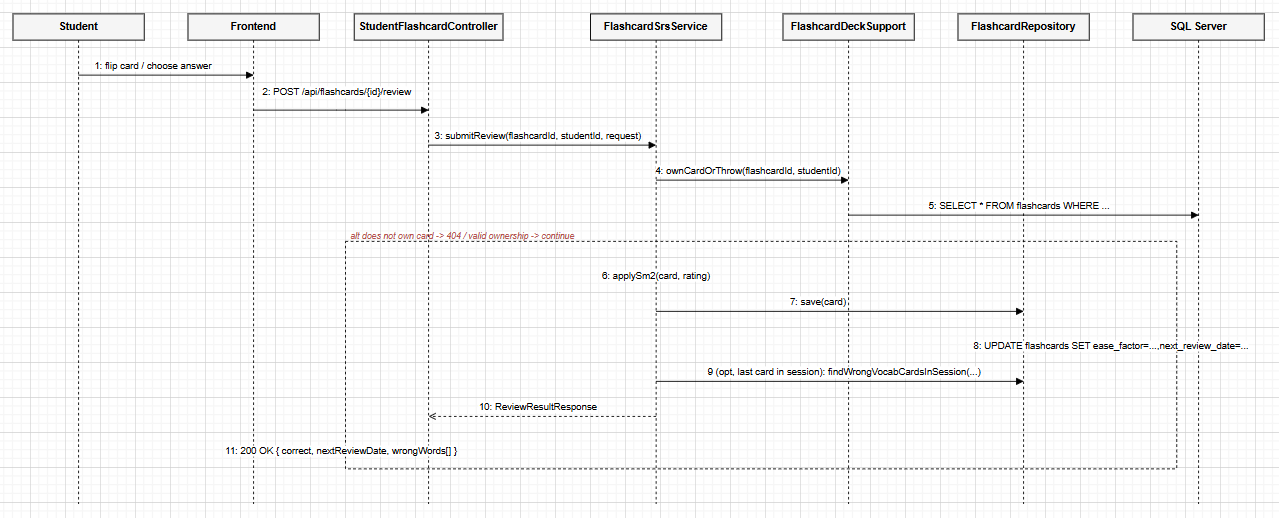 Student
Frontend
StudentFlashcardController
FlashcardSrsService
FlashcardDeckSupport
FlashcardRepository
SQL Server
1: flip card / choose answer
2: POST /api/flashcards/{id}/review
3: submitReview(flashcardId, studentId, request)
4: ownCardOrThrow(flashcardId, studentId)
5: SELECT * FROM flashcards WHERE ...
alt does not own card -> 404 / valid ownership -> continue
6: applySm2(card, rating)
7: save(card)
8: UPDATE flashcards SET ease_factor=...,next_review_date=...
9 (opt, last card in session): findWrongVocabCardsInSession(...)
10: ReviewResultResponse
11: 200 OK { correct, nextReviewDate, wrongWords[] }